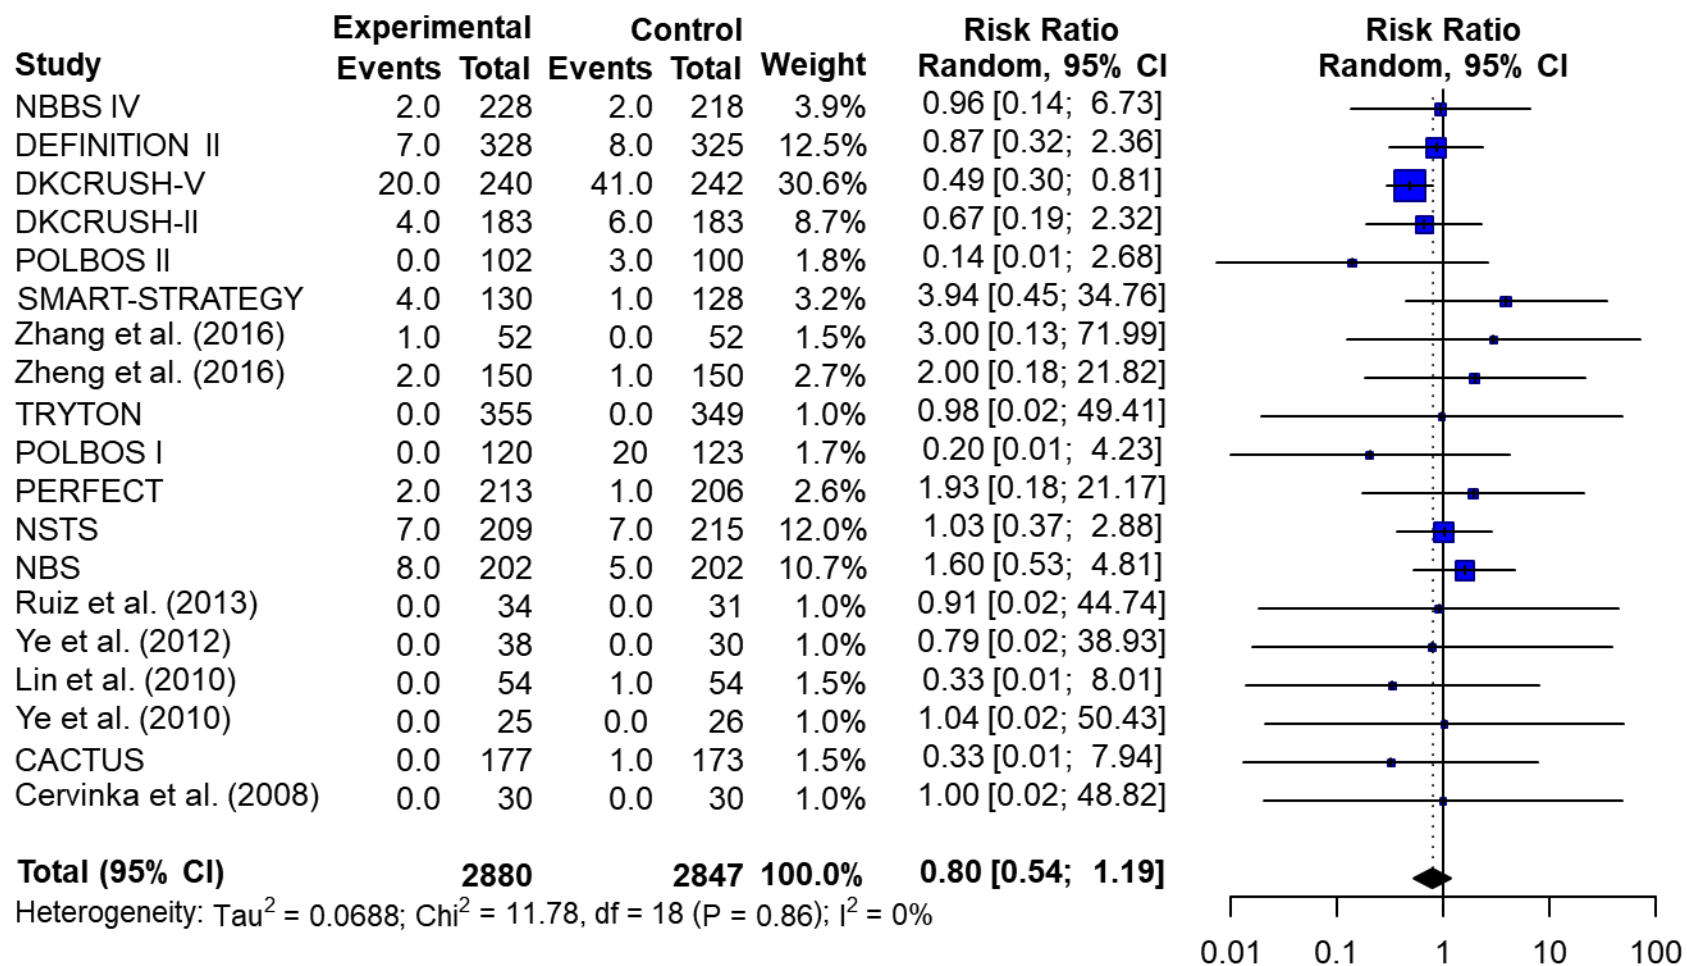 Experimental Control Risk Ratio Risk Ratio
Study Events Total Events Total Weight Random, 95% CI Random, 95% CI
NBBS IV 2.0 228 2.0 218 3.9% 0.96 [0.14; 6.73]
DEFINITION II 7.0 328 8.0 325 12.5% 0.87 [0.32; 2.36]
DKCRUSH-V 20.0 240 41.0 242 30.6% 0.49 [0.30; 0.81]
DKCRUSH-II 4.0 183 6.0 183 8.7% 0.67 [0.19; 2.32]
POLBOS II 0.0 102 3.0 100 1.8% 0.14 [0.01; 2.68]
SMART-STRATEGY 4.0 130 1.0 128 3.2% 3.94 [0.45; 34.76]
Zhang et al. (2016) 1.0 52 0.0 52 1.5% 3.00 [0.13; 71.99]
Zheng et al. (2016) 2.0 150 1.0 150 2.7% 2.00 [0.18; 21.82]
TRYTON 0.0 355 0.0 349 1.0% 0.98 [0.02; 49.41]
POLBOS I 0.0 120 20 123 1.7% 0.20 [0.01; 4.23]
PERFECT 2.0 213 1.0 206 2.6% 1.93 [0.18; 21.17]
NSTS 7.0 209 7.0 215 12.0% 1.03 [0.37; 2.88]
NBS 8.0 202 5.0 202 10.7% 1.60 [0.53; 4.81]
Ruiz et al. (2013) 0.0 34 0.0 31 1.0% 0.91 [0.02; 44.74]
Ye et al. (2012) 0.0 38 0.0 30 1.0% 0.79 [0.02; 38.93]
Lin et al. (2010) 0.0 54 1.0 54 1.5% 0.33 [0.01; 8.01]
Ye et al. (2010) 0.0 25 0.0 26 1.0% 1.04 [0.02; 50.43]
CACTUS 0.0 177 1.0 173 1.5% 0.33 [0.01; 7.94]
Cervinka et al. (2008) 0.0 30 0.0 30 1.0% 1.00 [0.02; 48.82]
Total (95% CI) 2880 2847 100.0% 0.80 [0.54; 1.19]
Heterogeneity: Tau² = 0.0688; Chi² = 11.78, df = 18 (P = 0.86); I² = 0%
0.01 0.1 1 10 100